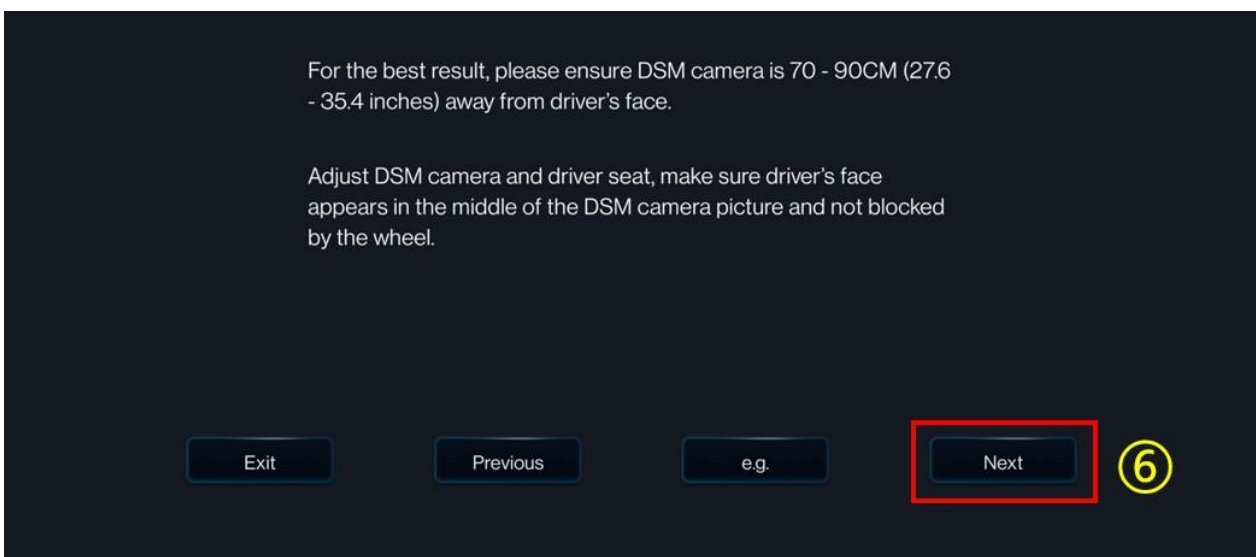 For the best result, please ensure DSM camera is 70 - 90CM (27.6
- 35.4 inches) away from driver's face.
Adjust DSM camera and driver seat, make sure driver's face
appears in the middle of the DSM camera picture and not blocked
by the wheel.
Exit Previous e.g. Next ⑥